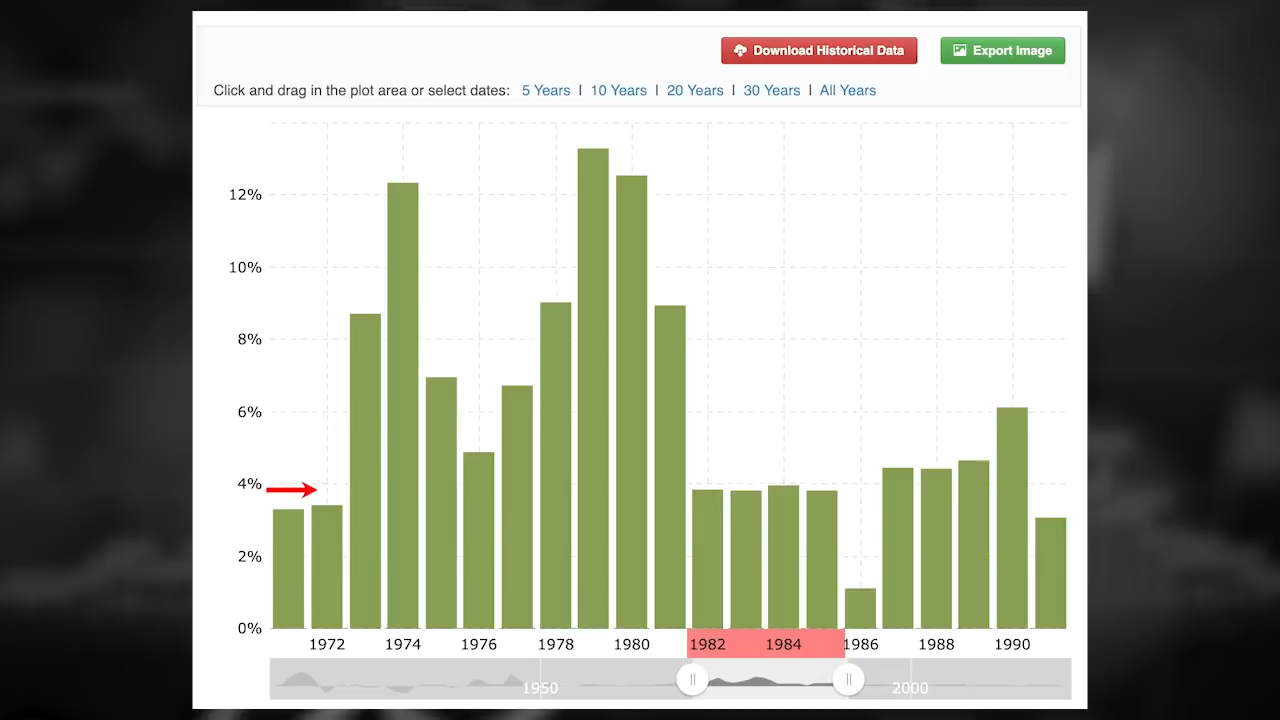 Download Historical Data
Export Image
Click and drag in the plot area or select dates: 5 Years | 10 Years | 20 Years | 30 Years | All Years
12%
10%
8%
6%
4%
2%
0%
1972 1974 1976 1978 1980 1982 1984 1986 1988 1990
1950 2000